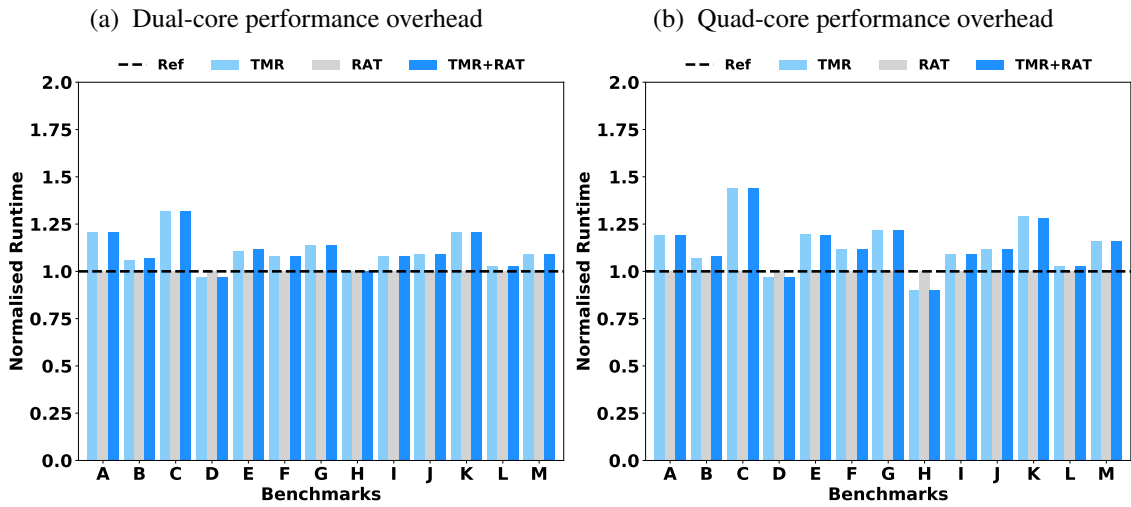 (a) Dual-core performance overhead
Ref TMR RAT TMR+RAT
2.0
1.75
1.5
1.25
1.0
0.75
0.5
0.25
0.0
Normalised Runtime
A B C D E F G H I J K L M
Benchmarks
(b) Quad-core performance overhead
Ref TMR RAT TMR+RAT
2.0
1.75
1.5
1.25
1.0
0.75
0.5
0.25
0.0
Normalised Runtime
A B C D E F G H I J K L M
Benchmarks